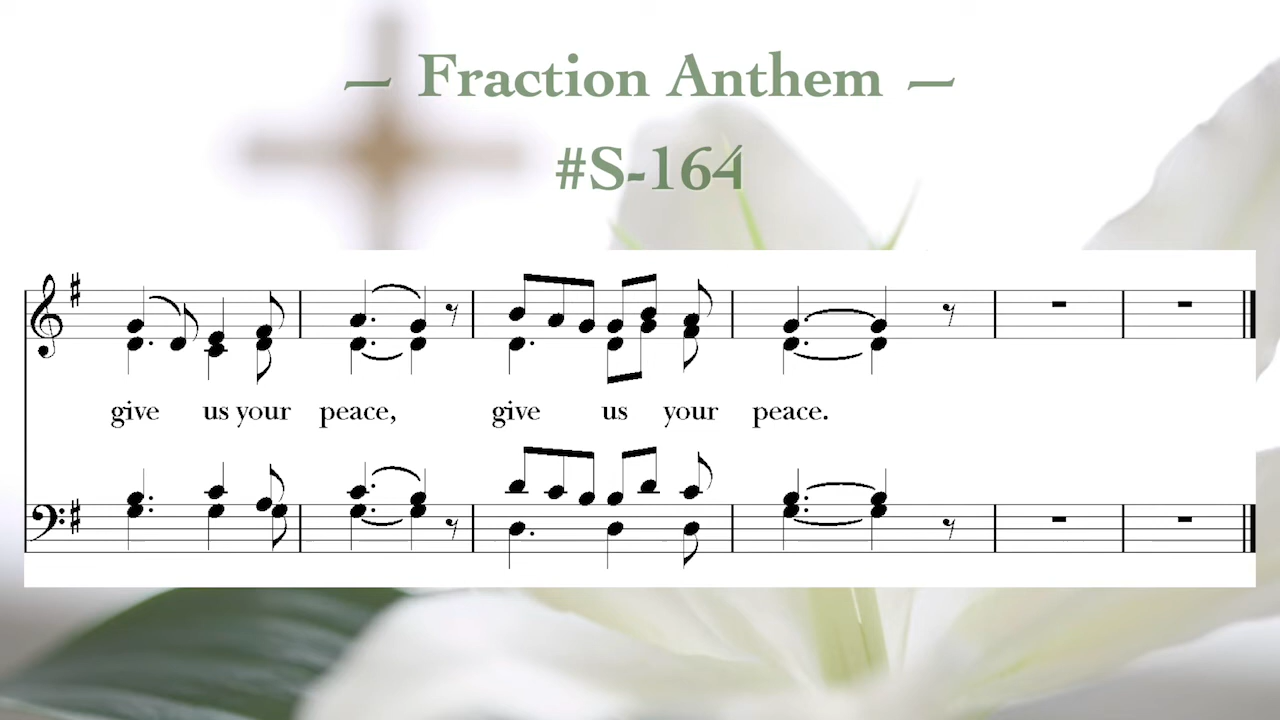 — Fraction Anthem —
#S-164
give us your peace, give us your peace.